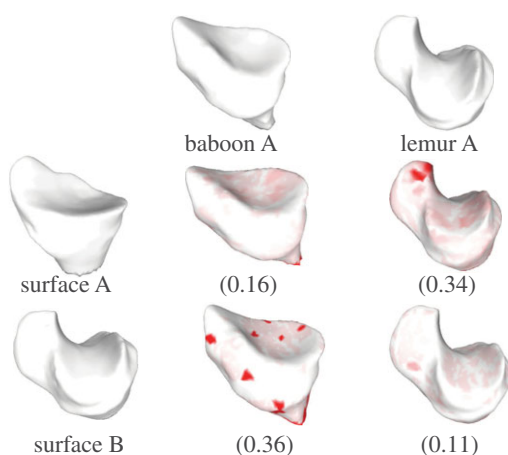 baboon A lemur A
surface A (0.16) (0.34)
surface B (0.36) (0.11)